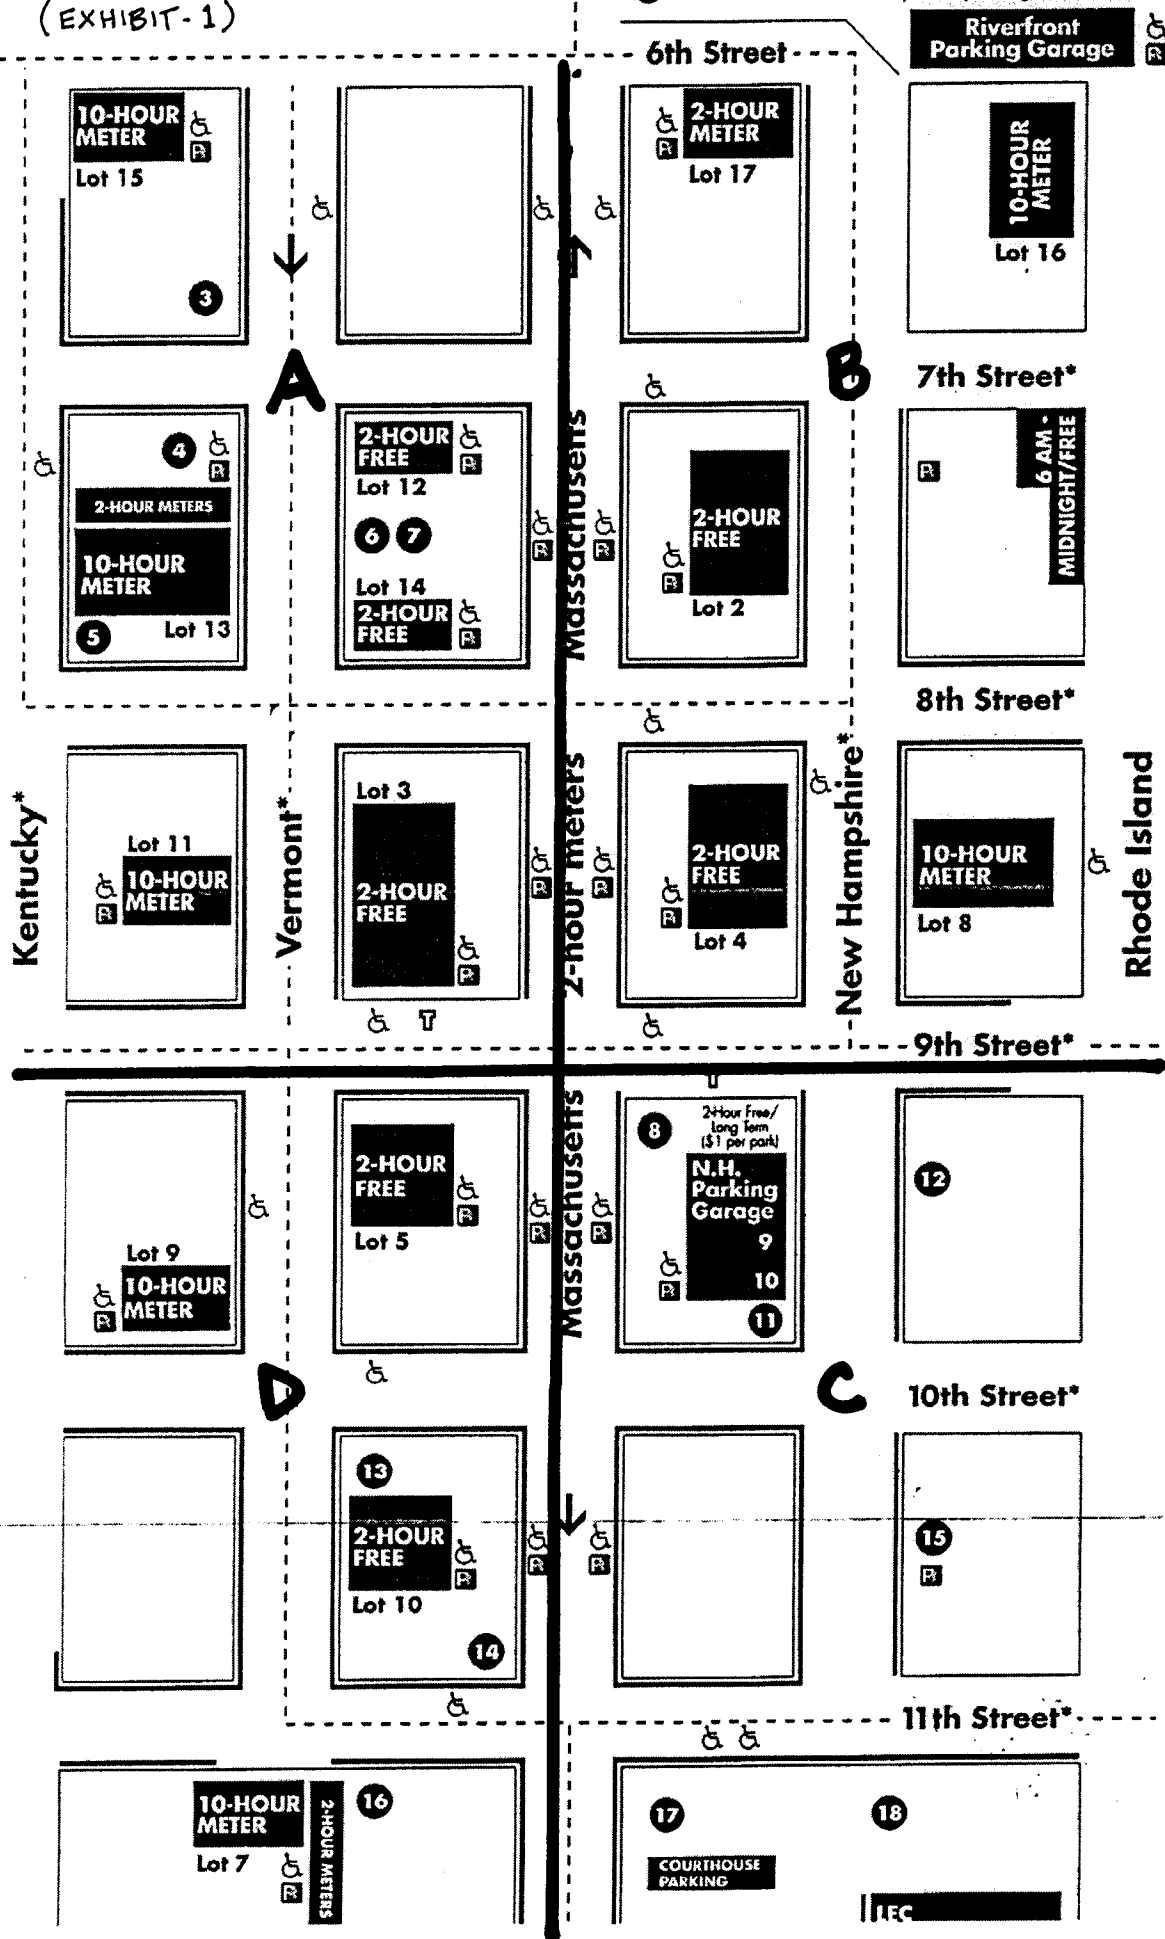 (EXHIBIT-1)
Riverfront
Parking Garage
6th Street
10-HOUR
METER
Lot 15
3
2-HOUR
METER
Lot 17
10-HOUR
METER
Lot 16
A
B
7th Street*
4
2-HOUR METERS
10-HOUR
METER
5
Lot 13
2-HOUR
FREE
Lot 12
6 7
Lot 14
2-HOUR
FREE
Massachusetts
2-HOUR
FREE
Lot 2
6 AM -
MIDNIGHT/FREE
8th Street*
Kentucky*
Lot 11
10-HOUR
METER
Vermont*
Lot 3
2-HOUR
FREE
2-hour meters
2-HOUR
FREE
Lot 4
New Hampshire*
10-HOUR
METER
Lot 8
Rhode Island
T
9th Street*
T
Lot 9
10-HOUR
METER
2-HOUR
FREE
Lot 5
Massachusetts
8
2-Hour Free/
Long Term
($1 per park)
N.H.
Parking
Garage
9
10
11
12
D
C
10th Street*
13
2-HOUR
FREE
Lot 10
14
15
11th Street*
10-HOUR
METER
Lot 7
2-HOUR METERS
16
17
COURTHOUSE
PARKING
18
LEC